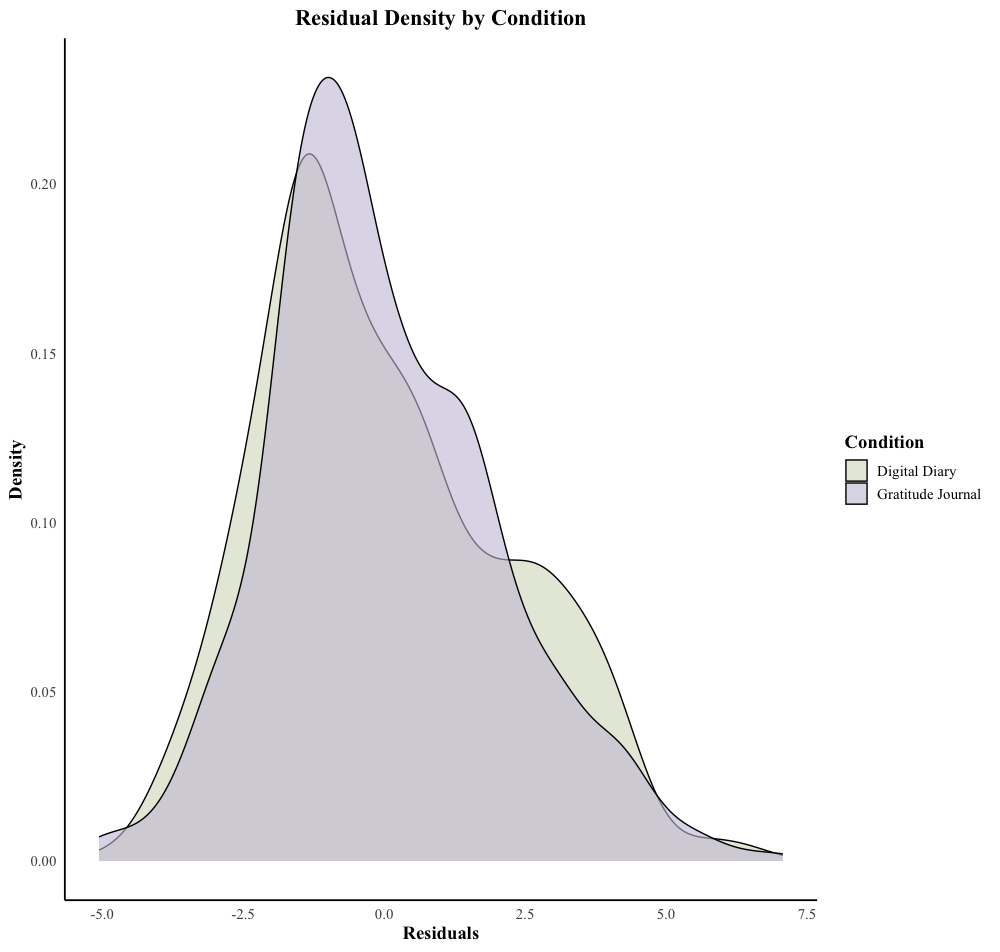 Residual Density by Condition
Density
0.20
0.15
0.10
0.05
0.00
-5.0 -2.5 0.0 2.5 5.0 7.5
Residuals
Condition
Digital Diary
Gratitude Journal